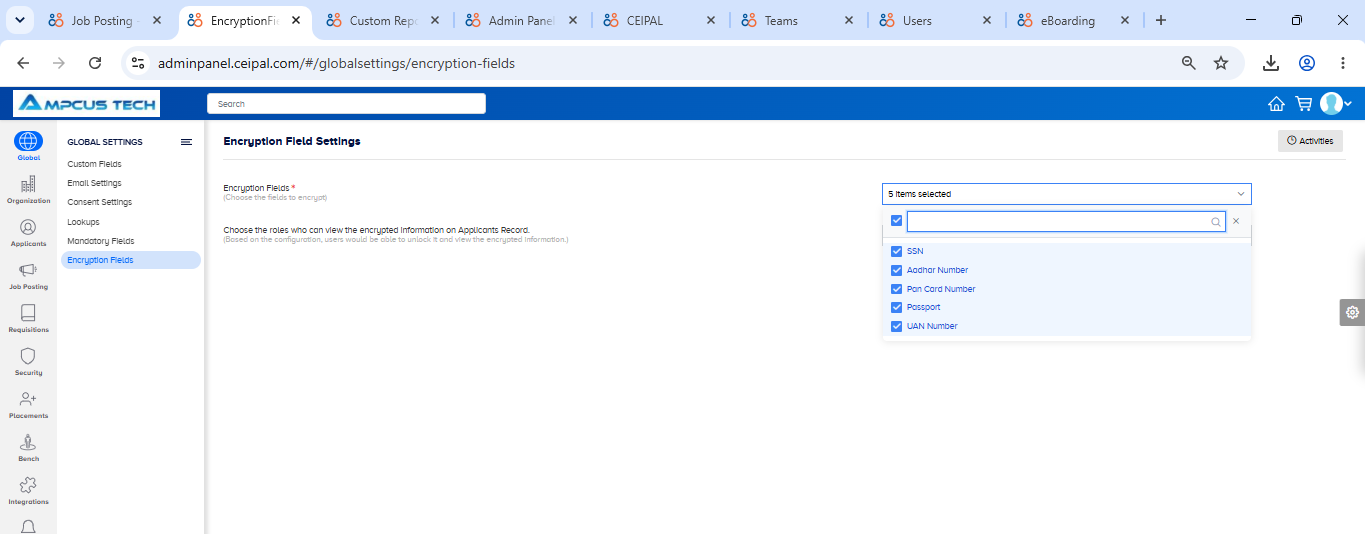 Job Posting -
EncryptionFi
Custom Repo
Admin Panel
CEIPAL
Teams
Users
eBoarding
adminpanel.ceipal.com/#/globalsettings/encryption-fields
AMPCUS TECH
Search
Global
Organization
Applicants
Job Posting
Requisitions
Security
Placements
Bench
Integrations
GLOBAL SETTINGS
Custom Fields
Email Settings
Consent Settings
Lookups
Mandatory Fields
Encryption Fields
Encryption Field Settings
Activities
Encryption Fields *
(Choose the fields to encrypt)
5 items selected
Choose the roles who can view the encrypted information on Applicants Record.
(Based on the configuration, users would be able to unlock it and view the encrypted information.)
SSN
Aadhar Number
Pan Card Number
Passport
UAN Number